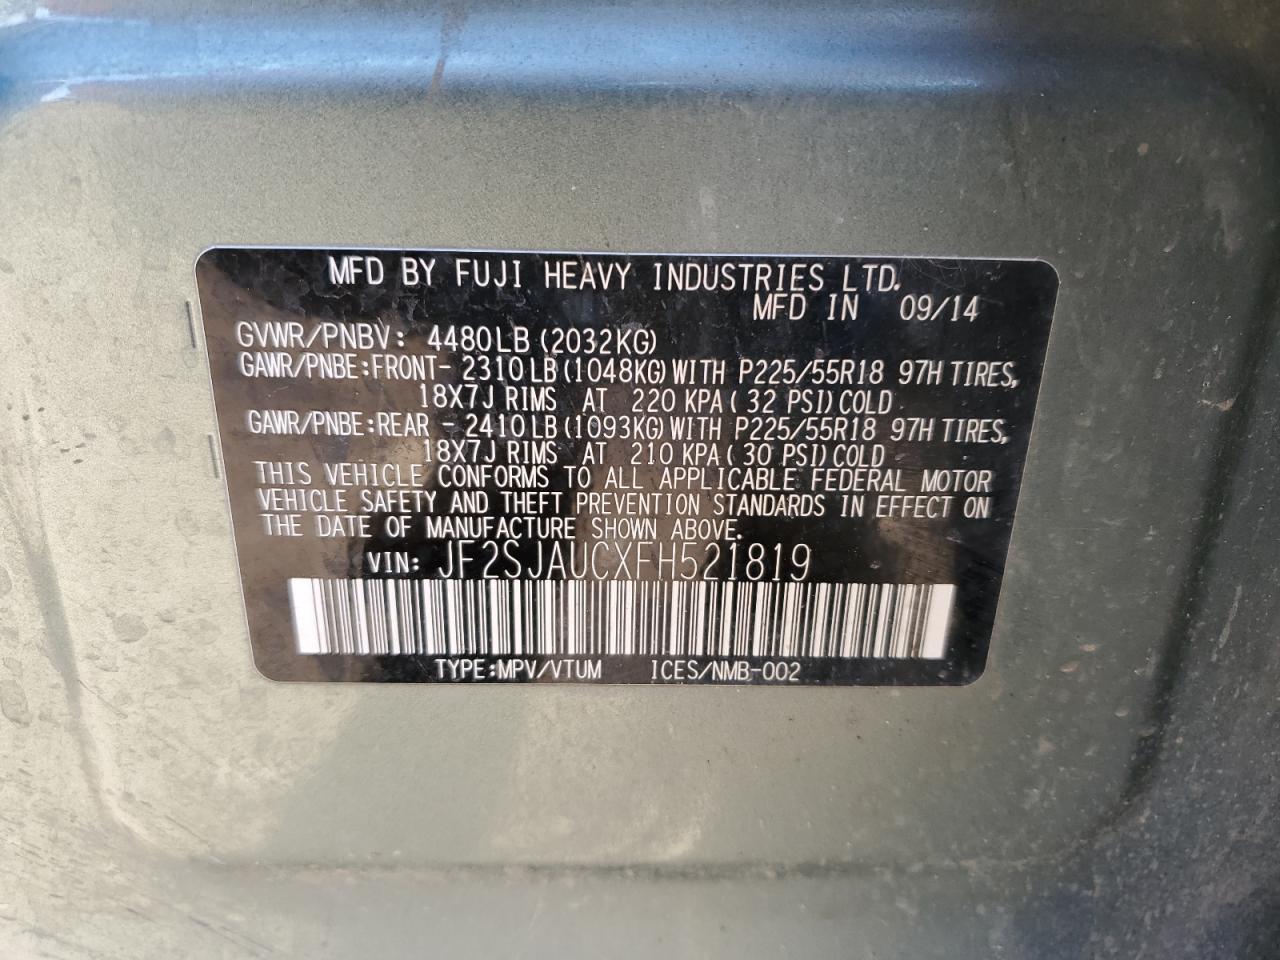 MFD BY FUJI HEAVY INDUSTRIES LTD.
MFD IN 09/14
GVWR/PNBV: 4480LB (2032KG)
GAWR/PNBE:FRONT- 2310LB (1048KG) WITH P225/55R18 97H TIRES,
18X7J RIMS AT 220 KPA (32 PSI) COLD
GAWR/PNBE:REAR - 2410LB (1093KG) WITH P225/55R18 97H TIRES,
18X7J RIMS AT 210 KPA (30 PSI) COLD
THIS VEHICLE CONFORMS TO ALL APPLICABLE FEDERAL MOTOR
VEHICLE SAFETY AND THEFT PREVENTION STANDARDS IN EFFECT ON
THE DATE OF MANUFACTURE SHOWN ABOVE.
VIN: JF2SJAUCXFH521819
TYPE:MPV/VTUM ICES/NMB-002